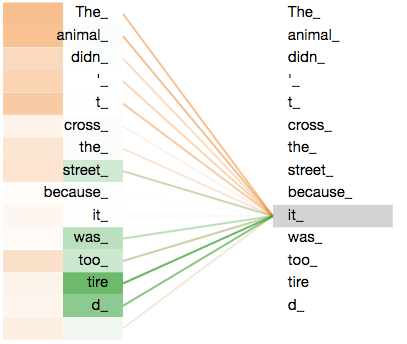 The_ The_
animal_ animal_
didn_ didn_
'_ '_
t_ t_
cross_ cross_
the_ the_
street_ street_
because_ because_
it_ it_
was_ was_
too_ too_
tire tire
d_ d_